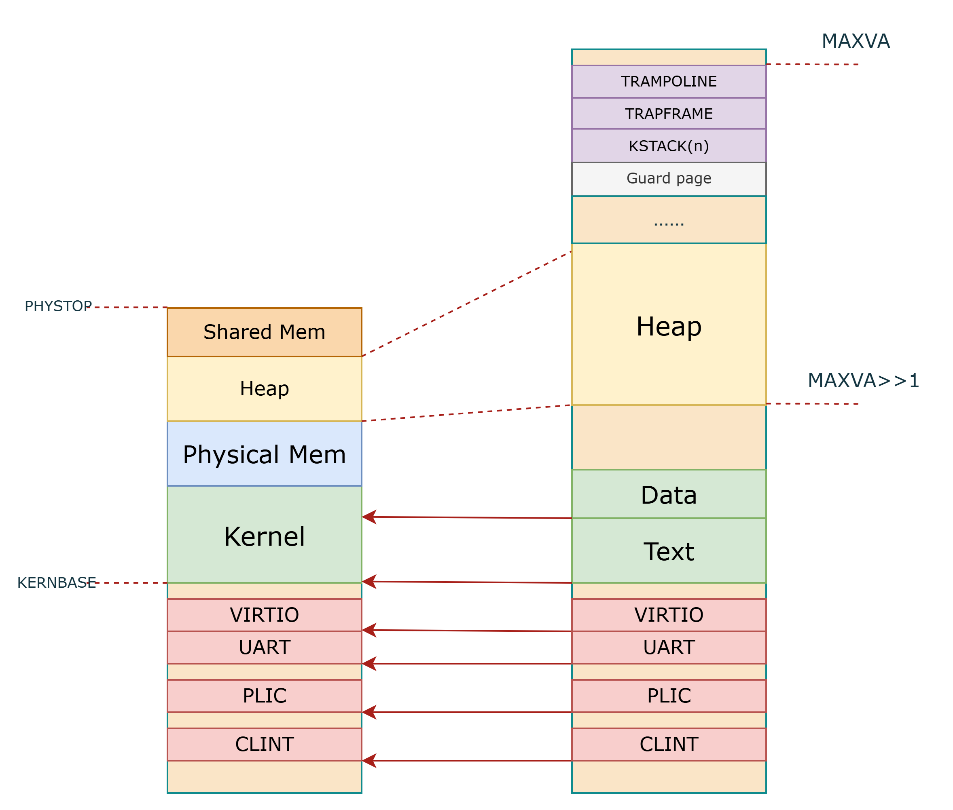 MAXVA
TRAMPOLINE
TRAPFRAME
KSTACK(n)
Guard page
......
Heap
MAXVA>>1
Data
Text
VIRTIO
UART
PLIC
CLINT
PHYSTOP
Shared Mem
Heap
Physical Mem
Kernel
KERNBASE
VIRTIO
UART
PLIC
CLINT